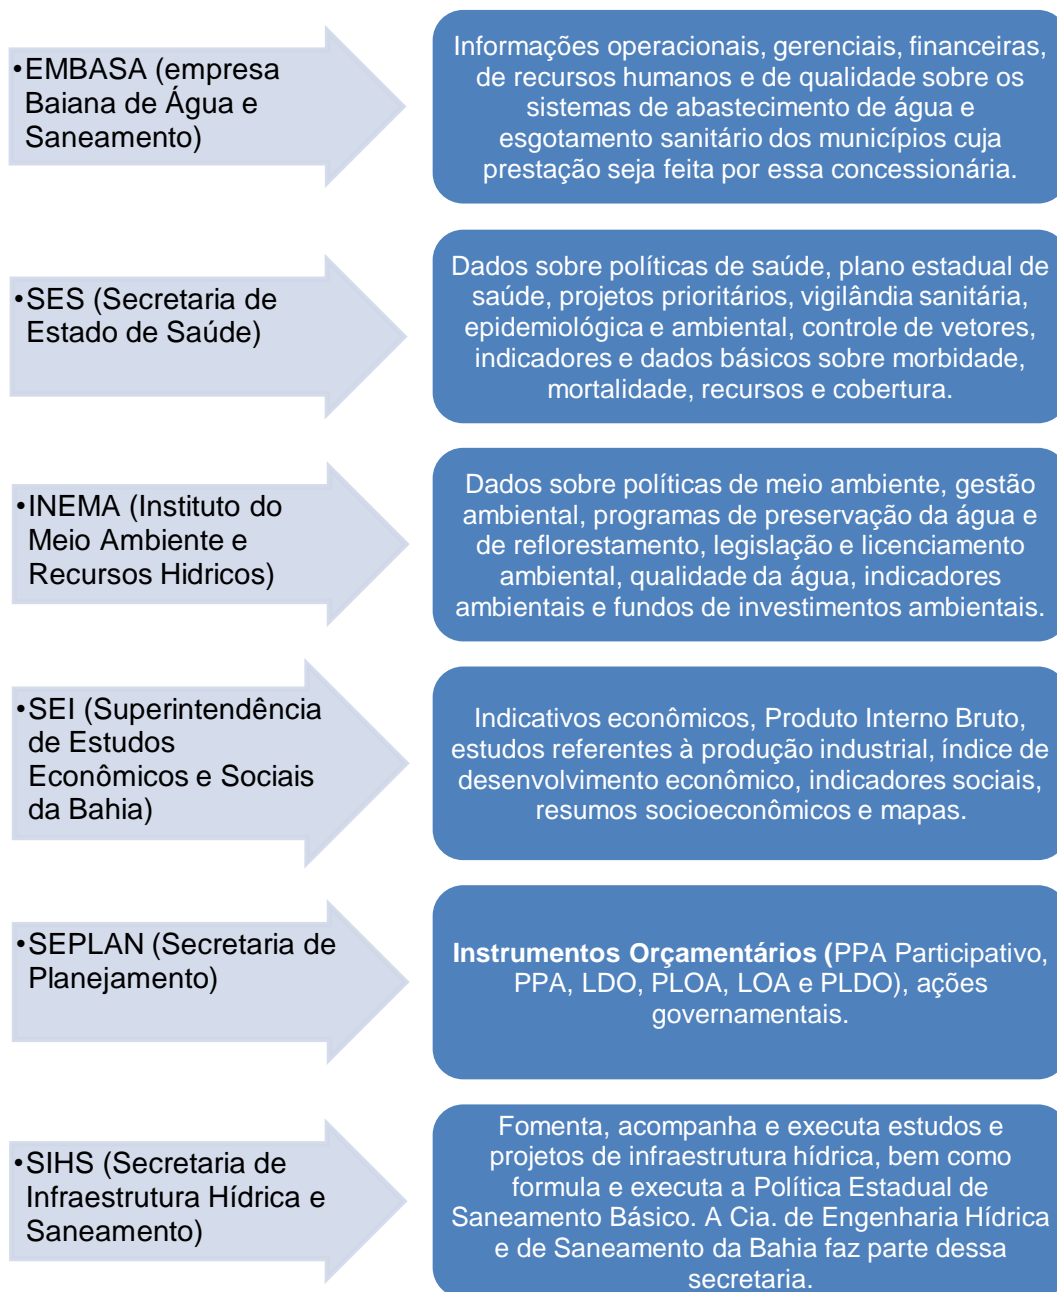 •EMBASA (empresa
Baiana de Água e
Saneamento)
Informações operacionais, gerenciais, financeiras,
de recursos humanos e de qualidade sobre os
sistemas de abastecimento de água e
esgotamento sanitário dos municípios cuja
prestação seja feita por essa concessionária.
•SES (Secretaria de
Estado de Saúde)
Dados sobre políticas de saúde, plano estadual de
saúde, projetos prioritários, vigilândia sanitária,
epidemiológica e ambiental, controle de vetores,
indicadores e dados básicos sobre morbidade,
mortalidade, recursos e cobertura.
•INEMA (Instituto do
Meio Ambiente e
Recursos Hidricos)
Dados sobre políticas de meio ambiente, gestão
ambiental, programas de preservação da água e
de reflorestamento, legislação e licenciamento
ambiental, qualidade da água, indicadores
ambientais e fundos de investimentos ambientais.
•SEI (Superintendência
de Estudos
Econômicos e Sociais
da Bahia)
Indicativos econômicos, Produto Interno Bruto,
estudos referentes à produção industrial, índice de
desenvolvimento econômico, indicadores sociais,
resumos socioeconômicos e mapas.
•SEPLAN (Secretaria de
Planejamento)
Instrumentos Orçamentários (PPA Participativo,
PPA, LDO, PLOA, LOA e PLDO), ações
governamentais.
•SIHS (Secretaria de
Infraestrutura Hídrica e
Saneamento)
Fomenta, acompanha e executa estudos e
projetos de infraestrutura hídrica, bem como
formula e executa a Política Estadual de
Saneamento Básico. A Cia. de Engenharia Hídrica
e de Saneamento da Bahia faz parte dessa
secretaria.